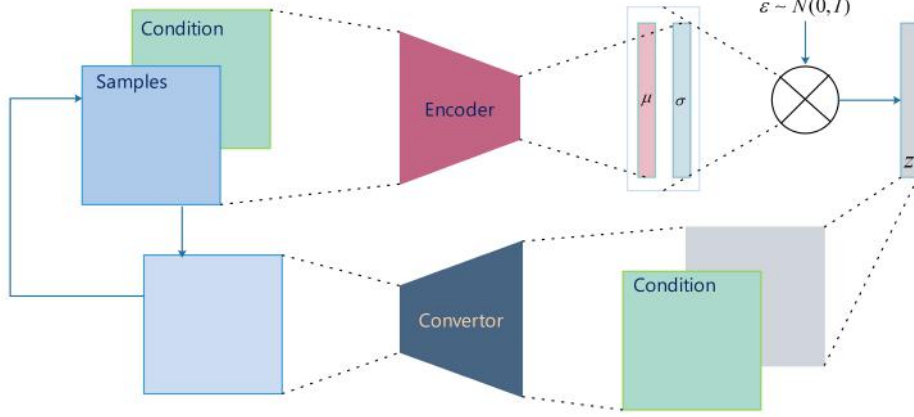 ε ~ N(0, I)
Condition
Samples
Encoder
μ
σ
z
Condition
Convertor